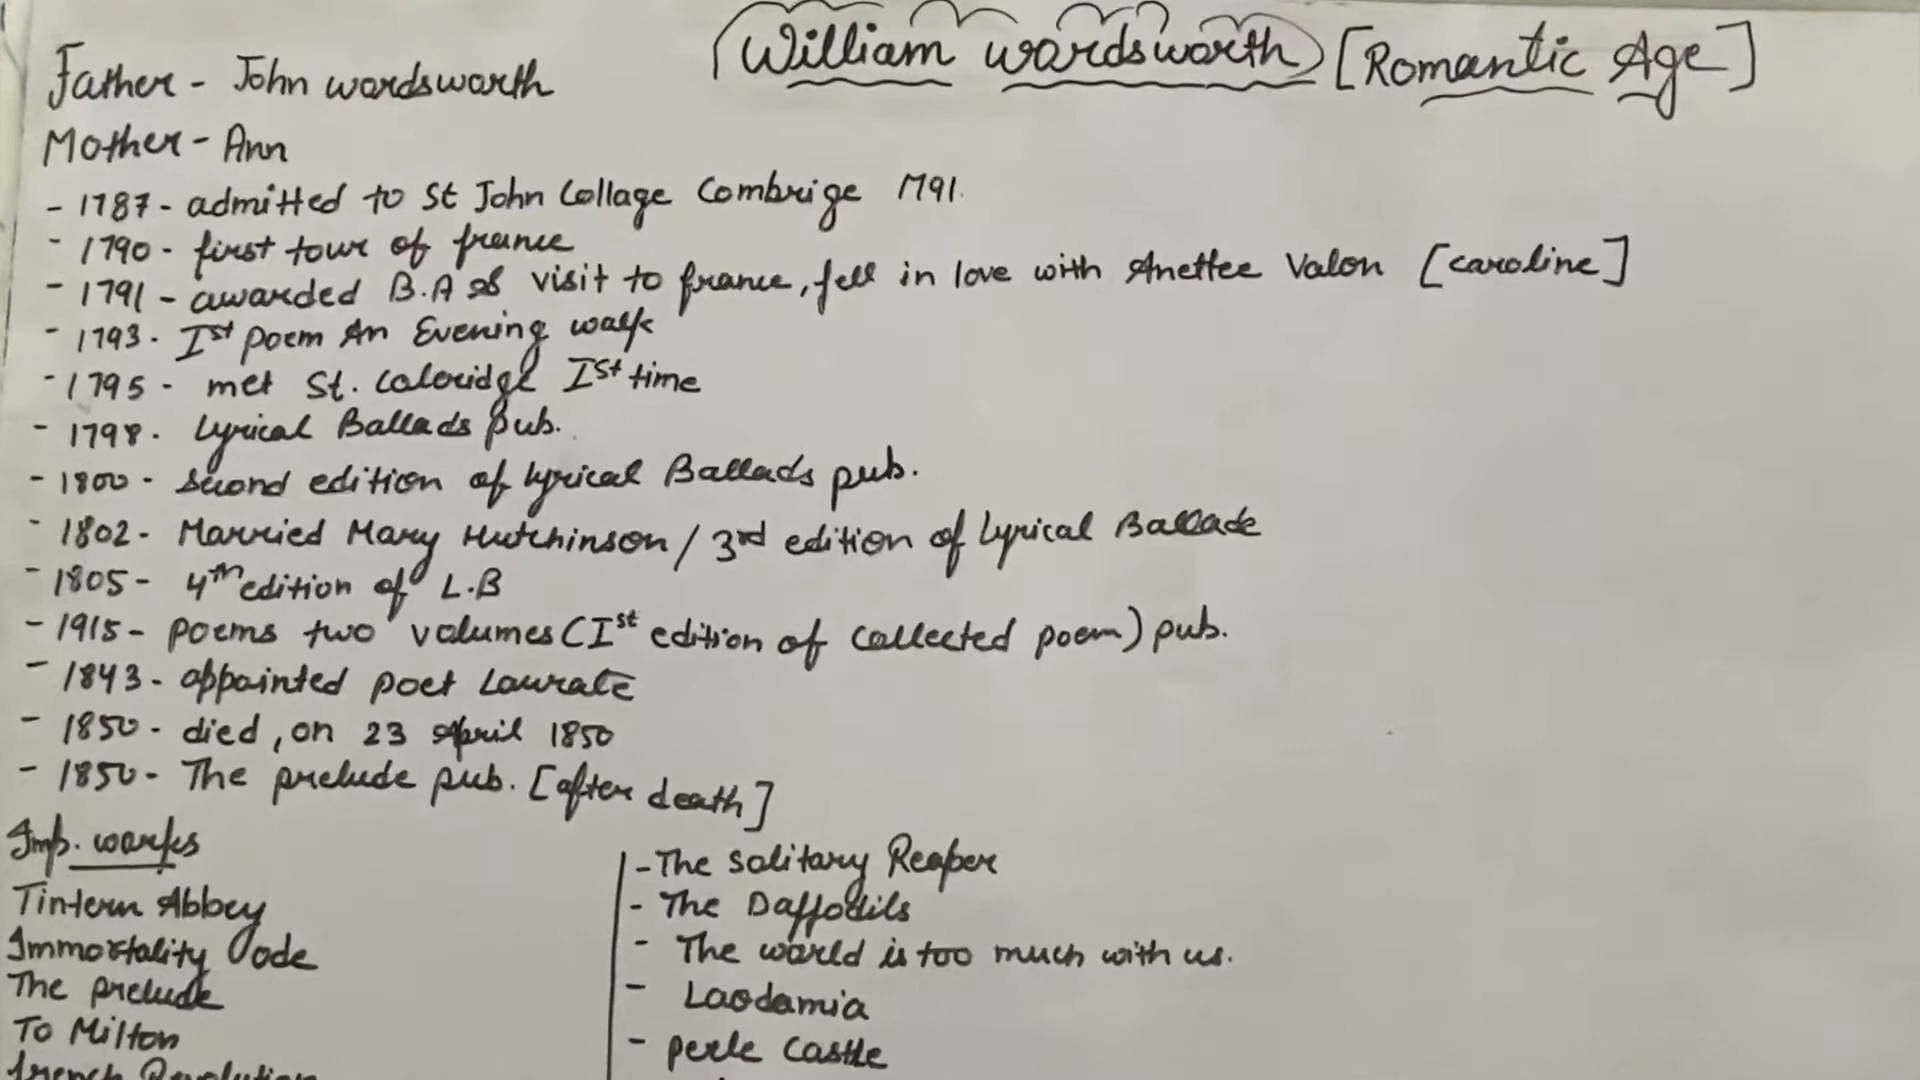 William wardsworth [Romantic Age]
Father - John wardsworth
Mother - Ann
- 1787 - admitted to St John Collage Combrige 1791.
- 1790 - first tour of france
- 1791 - awarded B.A & visit to france, fell in love with Anettee Valon [caroline]
- 1793. Ist poem An Evening walk
- 1795 - met St. Caloridge Ist time
- 1798. Lyrical Ballads Pub.
- 1800 - Second edition of lyrical Ballads pub.
- 1802 - Married Mary Hutchinson / 3rd edition of Lyrical Ballade
- 1805 - 4th edition of L.B
- 1915 - poems two volumes (Ist edition of collected poem) pub.
- 1843 - appointed poet Laurate
- 1850 - died, on 23 April 1850
- 1850 - The prelude pub. [after death]
Imp. works
Tintern Abbey
Immortality Oode
The prelude
To Milton
french Revolution
- The Solitary Reaper
- The Daffodils
- The world is too much with us.
- Laodamia
- peele castle